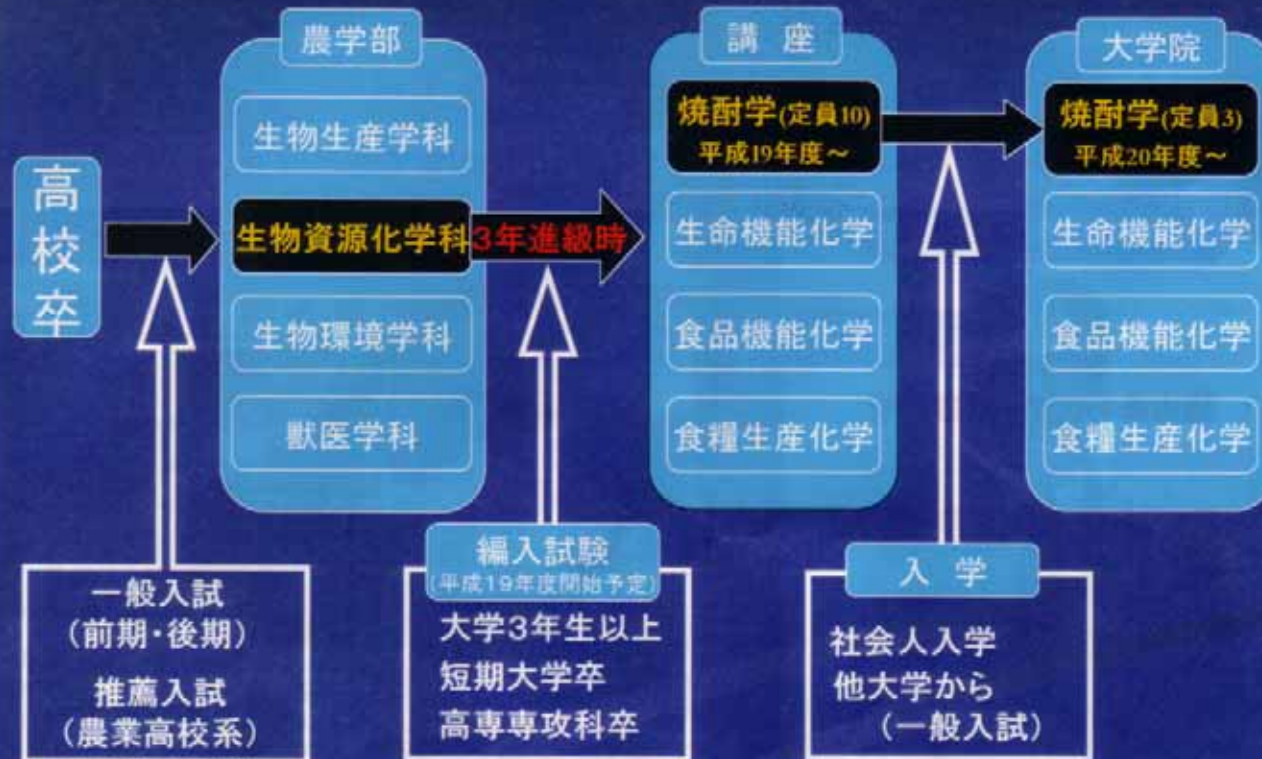 高校卒
農学部
生物生産学科
生物資源化学科
生物環境学科
獣医学科
3年進級時
講座
焼酎学(定員10)
平成19年度～
生命機能化学
食品機能化学
食糧生産化学
大学院
焼酎学(定員3)
平成20年度～
生命機能化学
食品機能化学
食糧生産化学
一般入試
(前期・後期)
推薦入試
(農業高校系)
編入試験
(平成19年度開始予定)
大学3年生以上
短期大学卒
高専専攻科卒
入学
社会人入学
他大学から
(一般入試)